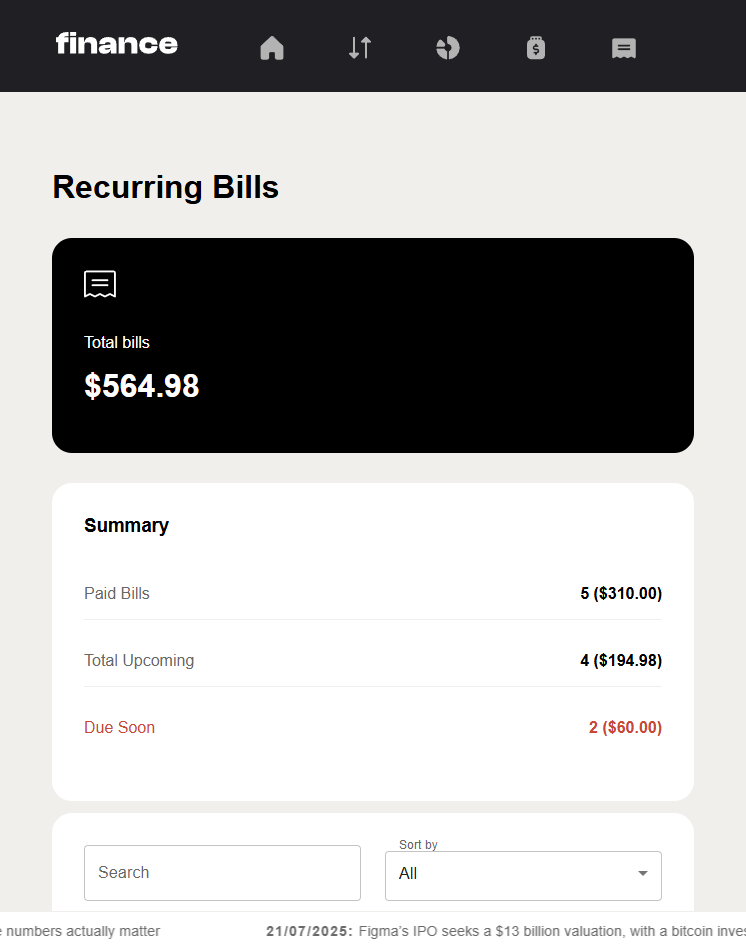 finance
Recurring Bills
Total bills
$564.98
Summary
Paid Bills 5 ($310.00)
Total Upcoming 4 ($194.98)
Due Soon 2 ($60.00)
Sort by
Search All
numbers actually matter 21/07/2025: Figma's IPO seeks a $13 billion valuation, with a bitcoin